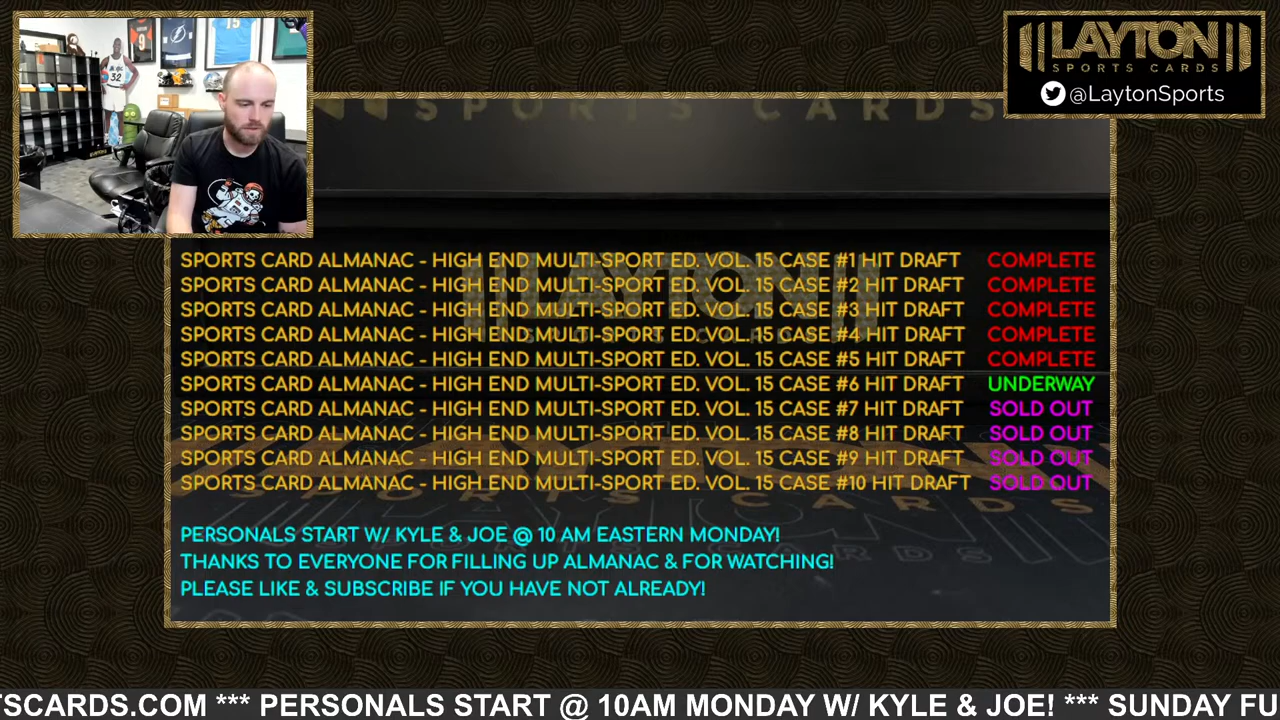 LAYTON
SPORTS CARDS
@LaytonSports
SPORTS CARDS
32
9
15
SPORTS CARD ALMANAC - HIGH END MULTI-SPORT ED. VOL. 15 CASE #1 HIT DRAFT COMPLETE
SPORTS CARD ALMANAC - HIGH END MULTI-SPORT ED. VOL. 15 CASE #2 HIT DRAFT COMPLETE
SPORTS CARD ALMANAC - HIGH END MULTI-SPORT ED. VOL. 15 CASE #3 HIT DRAFT COMPLETE
SPORTS CARD ALMANAC - HIGH END MULTI-SPORT ED. VOL. 15 CASE #4 HIT DRAFT COMPLETE
SPORTS CARD ALMANAC - HIGH END MULTI-SPORT ED. VOL. 15 CASE #5 HIT DRAFT COMPLETE
SPORTS CARD ALMANAC - HIGH END MULTI-SPORT ED. VOL. 15 CASE #6 HIT DRAFT UNDERWAY
SPORTS CARD ALMANAC - HIGH END MULTI-SPORT ED. VOL. 15 CASE #7 HIT DRAFT SOLD OUT
SPORTS CARD ALMANAC - HIGH END MULTI-SPORT ED. VOL. 15 CASE #8 HIT DRAFT SOLD OUT
SPORTS CARD ALMANAC - HIGH END MULTI-SPORT ED. VOL. 15 CASE #9 HIT DRAFT SOLD OUT
SPORTS CARD ALMANAC - HIGH END MULTI-SPORT ED. VOL. 15 CASE #10 HIT DRAFT SOLD OUT
PERSONALS START W/ KYLE & JOE @ 10 AM EASTERN MONDAY!
THANKS TO EVERYONE FOR FILLING UP ALMANAC & FOR WATCHING!
PLEASE LIKE & SUBSCRIBE IF YOU HAVE NOT ALREADY!
TSCARDS.COM *** PERSONALS START @ 10AM MONDAY W/ KYLE & JOE! *** SUNDAY FU